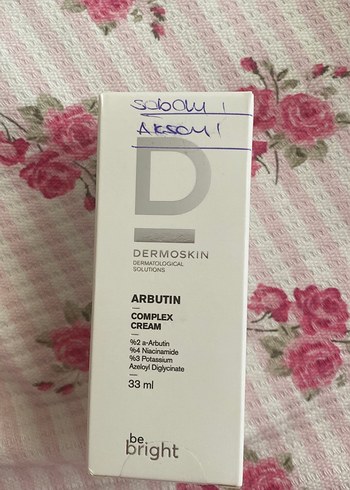 Sabah 1
Akşam 1
D
DERMOSKIN
DERMATOLOGICAL
SOLUTIONS
ARBUTIN
COMPLEX
CREAM
%2 a-Arbutin
%4 Niacinamide
%3 Potassium
Azeloyl Diglycinate
33 ml
be
bright